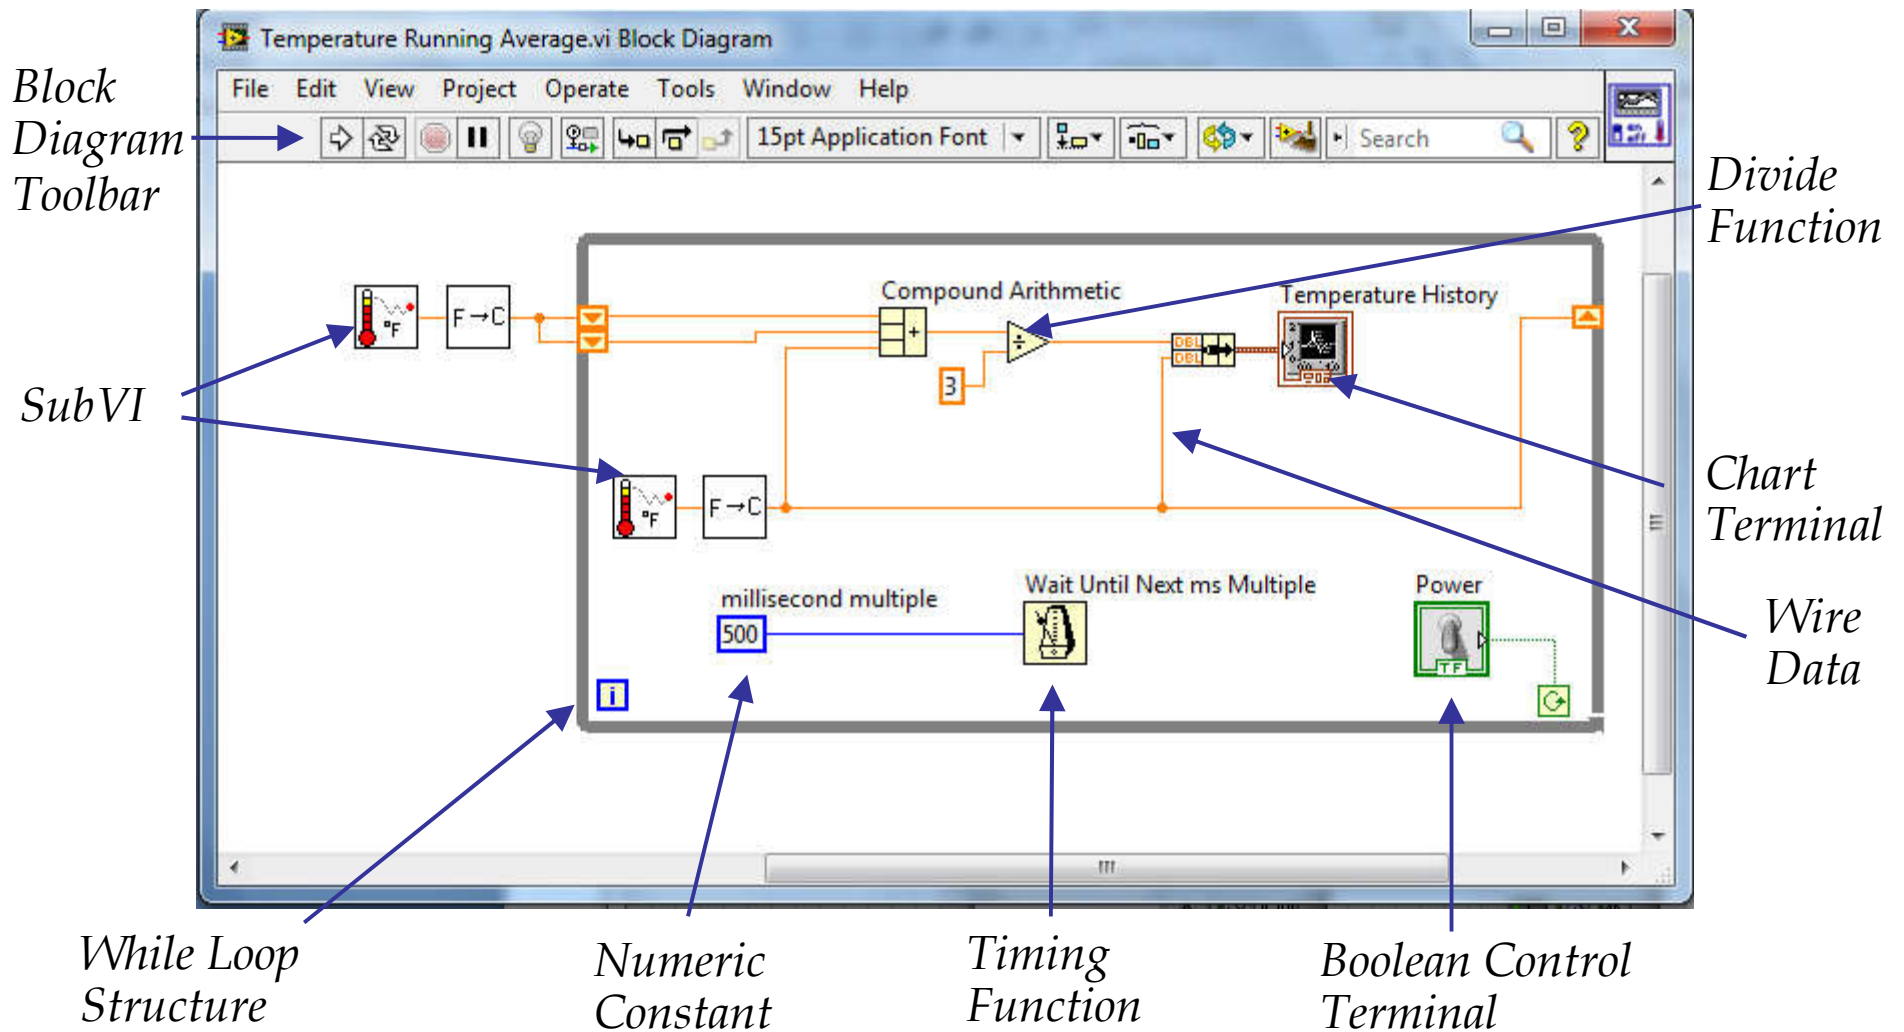 Temperature Running Average.vi Block Diagram
File Edit View Project Operate Tools Window Help
15pt Application Font
Search
Block
Diagram
Toolbar
Divide
Function
Compound Arithmetic
Temperature History
°F
F→C
+
÷
3
DBL
DBL
SubVI
°F
F→C
Chart
Terminal
millisecond multiple
500
Wait Until Next ms Multiple
Power
TF
i
Wire
Data
While Loop
Structure
Numeric
Constant
Timing
Function
Boolean Control
Terminal